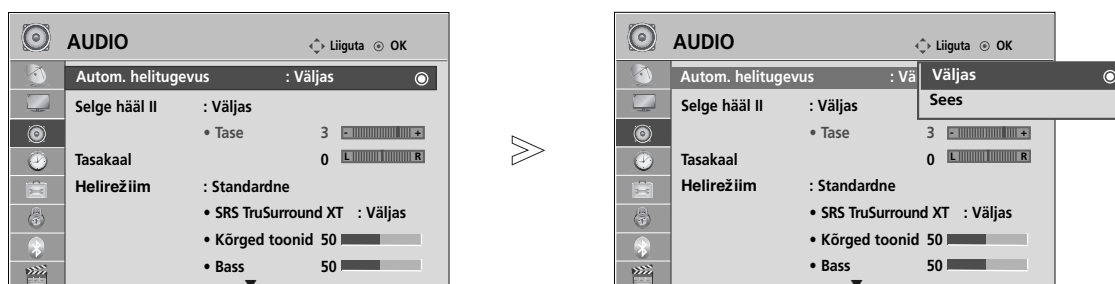 AUDIO Liiguta OK
Autom. helitugevus : Väljas
Selge hääl II : Väljas
• Tase 3 - +
Tasakaal 0 L R
Helirežiim : Standardne
• SRS TruSurround XT : Väljas
• Kõrged toonid 50
• Bass 50
AUDIO Liiguta OK
Autom. helitugevus : Vä
Väljas
Sees
Selge hääl II : Väljas
• Tase 3 - +
Tasakaal 0 L R
Helirežiim : Standardne
• SRS TruSurround XT : Väljas
• Kõrged toonid 50
• Bass 50